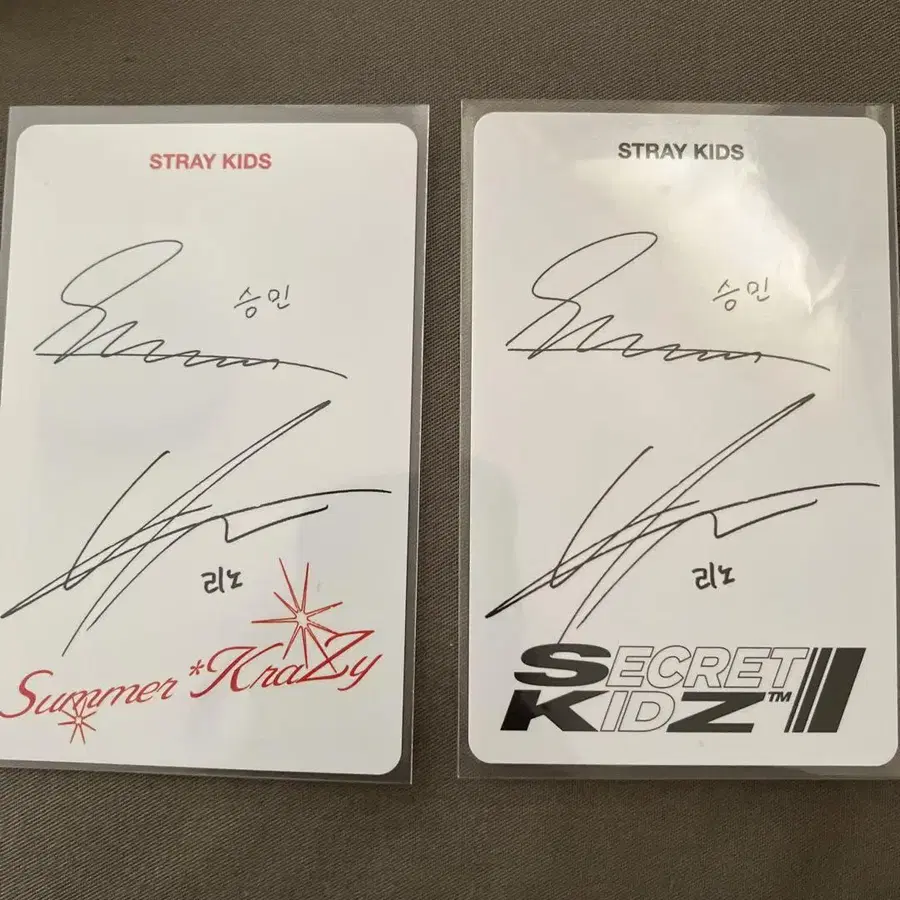 STRAY KIDS
승민
리노
Summer *KraZy
STRAY KIDS
승민
리노
SECRET
KIDZ™